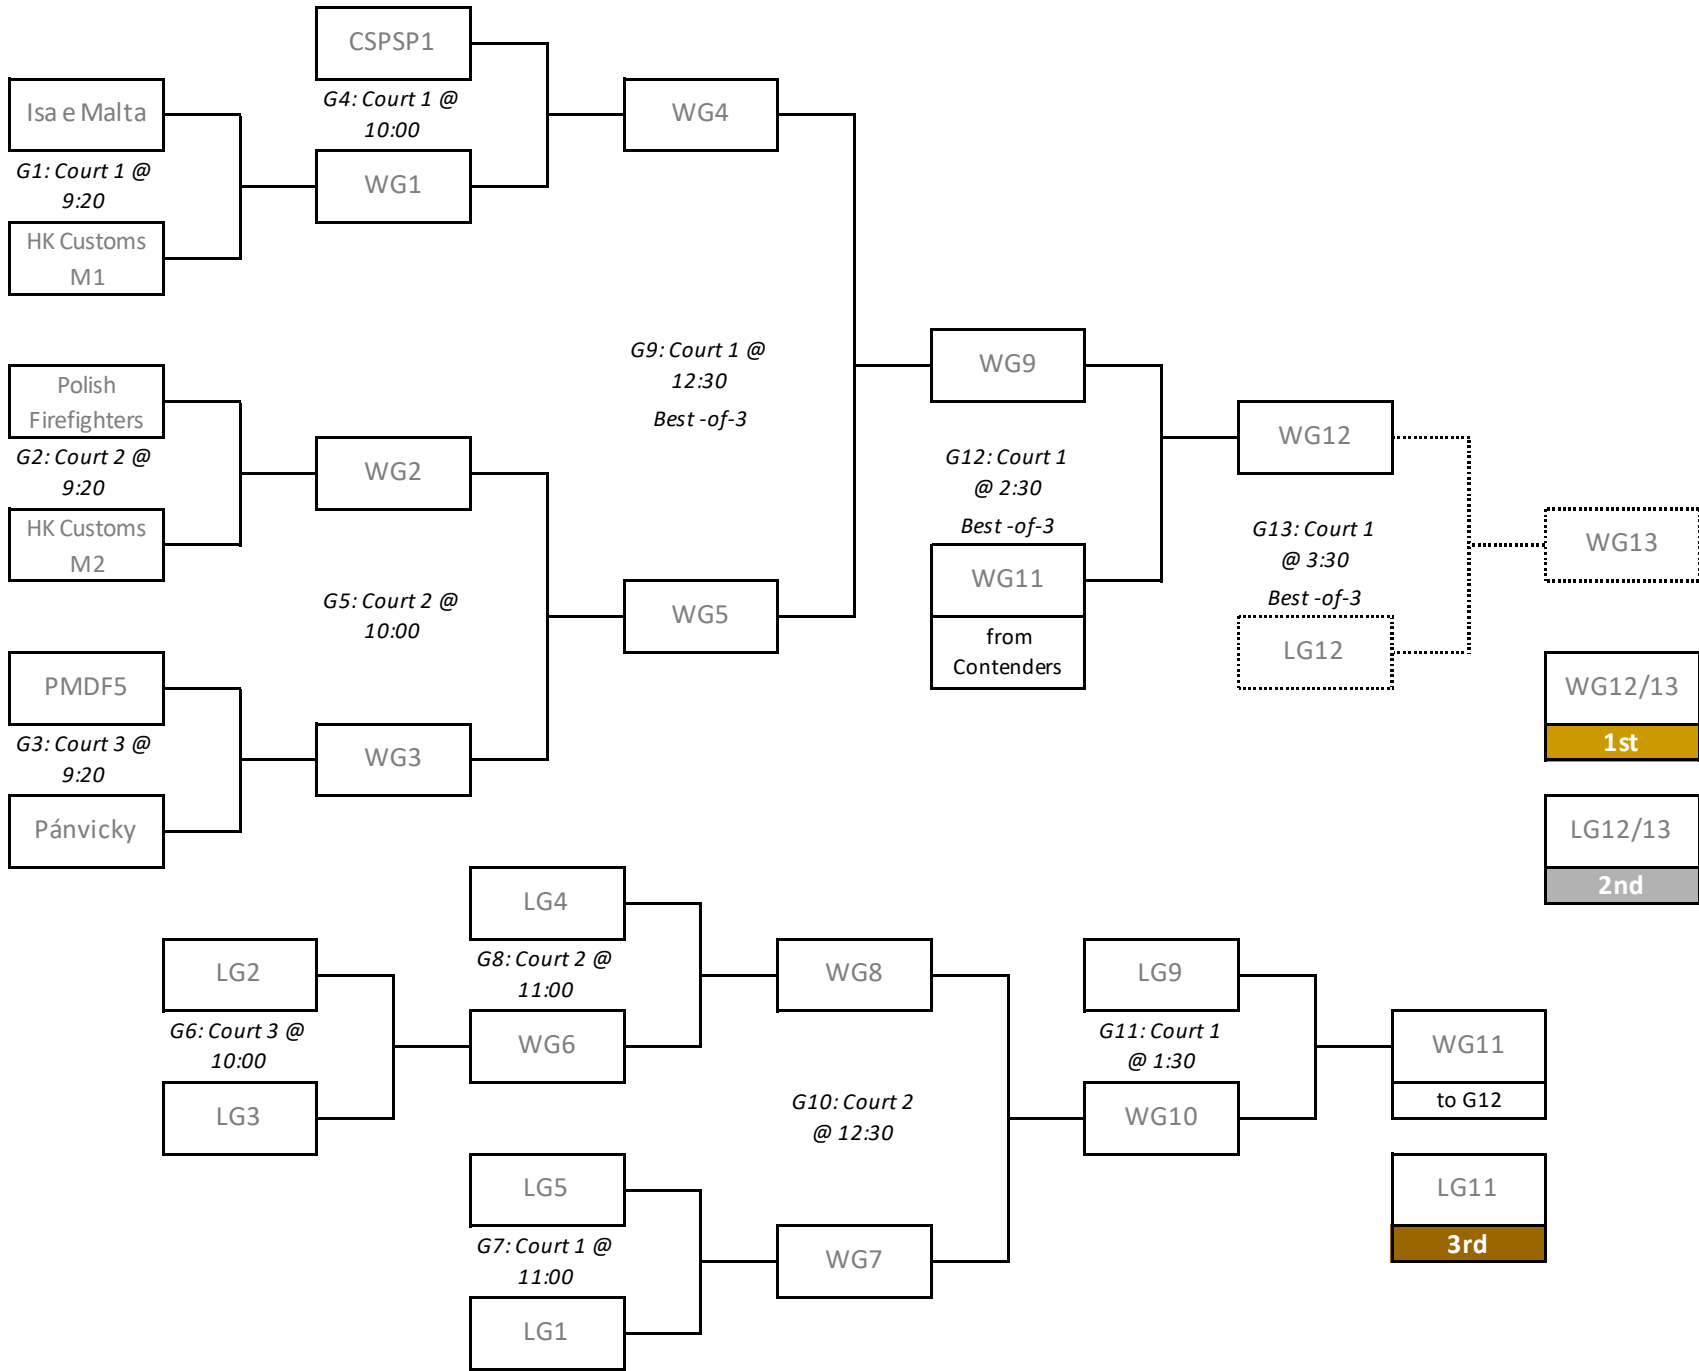 CSPSP1
Isa e Malta
G4: Court 1 @
10:00
WG4
G1: Court 1 @
9:20
WG1
HK Customs
M1
G9: Court 1 @
12:30
Best -of-3
WG9
Polish
Firefighters
G2: Court 2 @
9:20
WG2
HK Customs
M2
G12: Court 1
@ 2:30
Best -of-3
WG12
WG11
from
Contenders
G13: Court 1
@ 3:30
Best -of-3
WG13
G5: Court 2 @
10:00
WG5
LG12
PMDF5
G3: Court 3 @
9:20
WG3
Pánvicky
WG12/13
1st
LG12/13
2nd
LG4
LG2
G8: Court 2 @
11:00
WG8
LG9
G6: Court 3 @
10:00
WG6
G11: Court 1
@ 1:30
WG11
to G12
LG3
G10: Court 2
@ 12:30
WG10
LG5
G7: Court 1 @
11:00
WG7
LG11
3rd
LG1